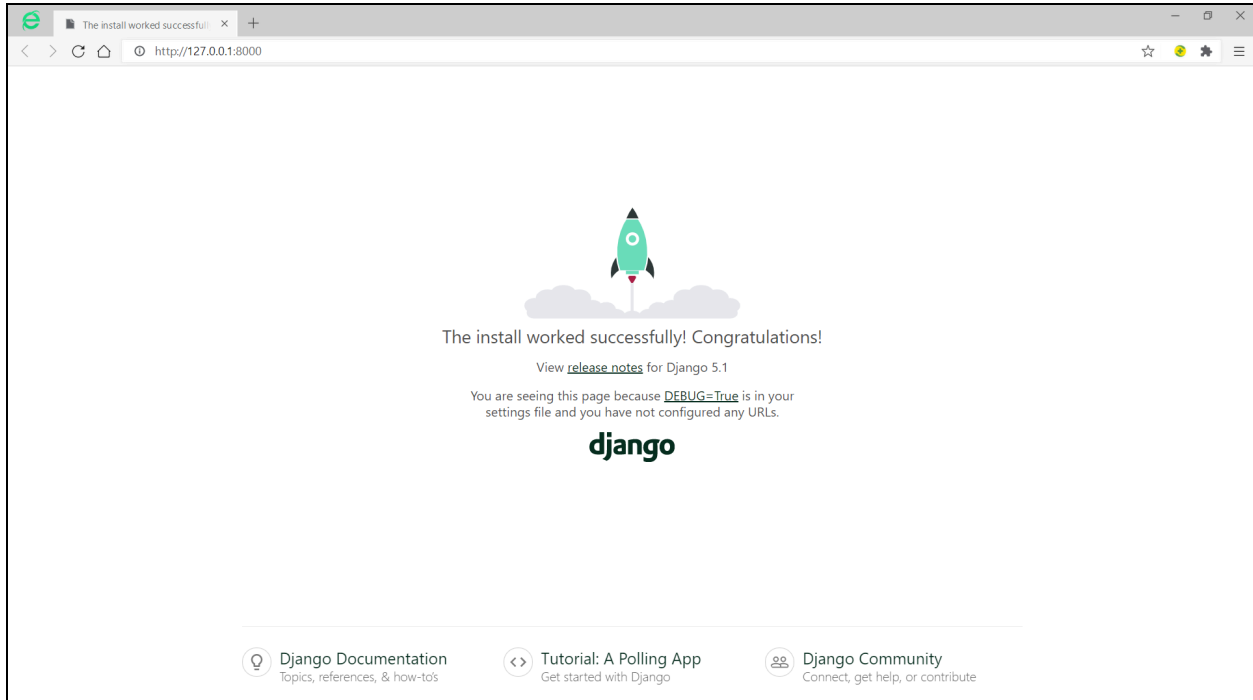 The install worked successfull
http://127.0.0.1:8000
The install worked successfully! Congratulations!
View release notes for Django 5.1
You are seeing this page because DEBUG=True is in your
settings file and you have not configured any URLs.
django
Django Documentation
Topics, references, & how-to's
Tutorial: A Polling App
Get started with Django
Django Community
Connect, get help, or contribute